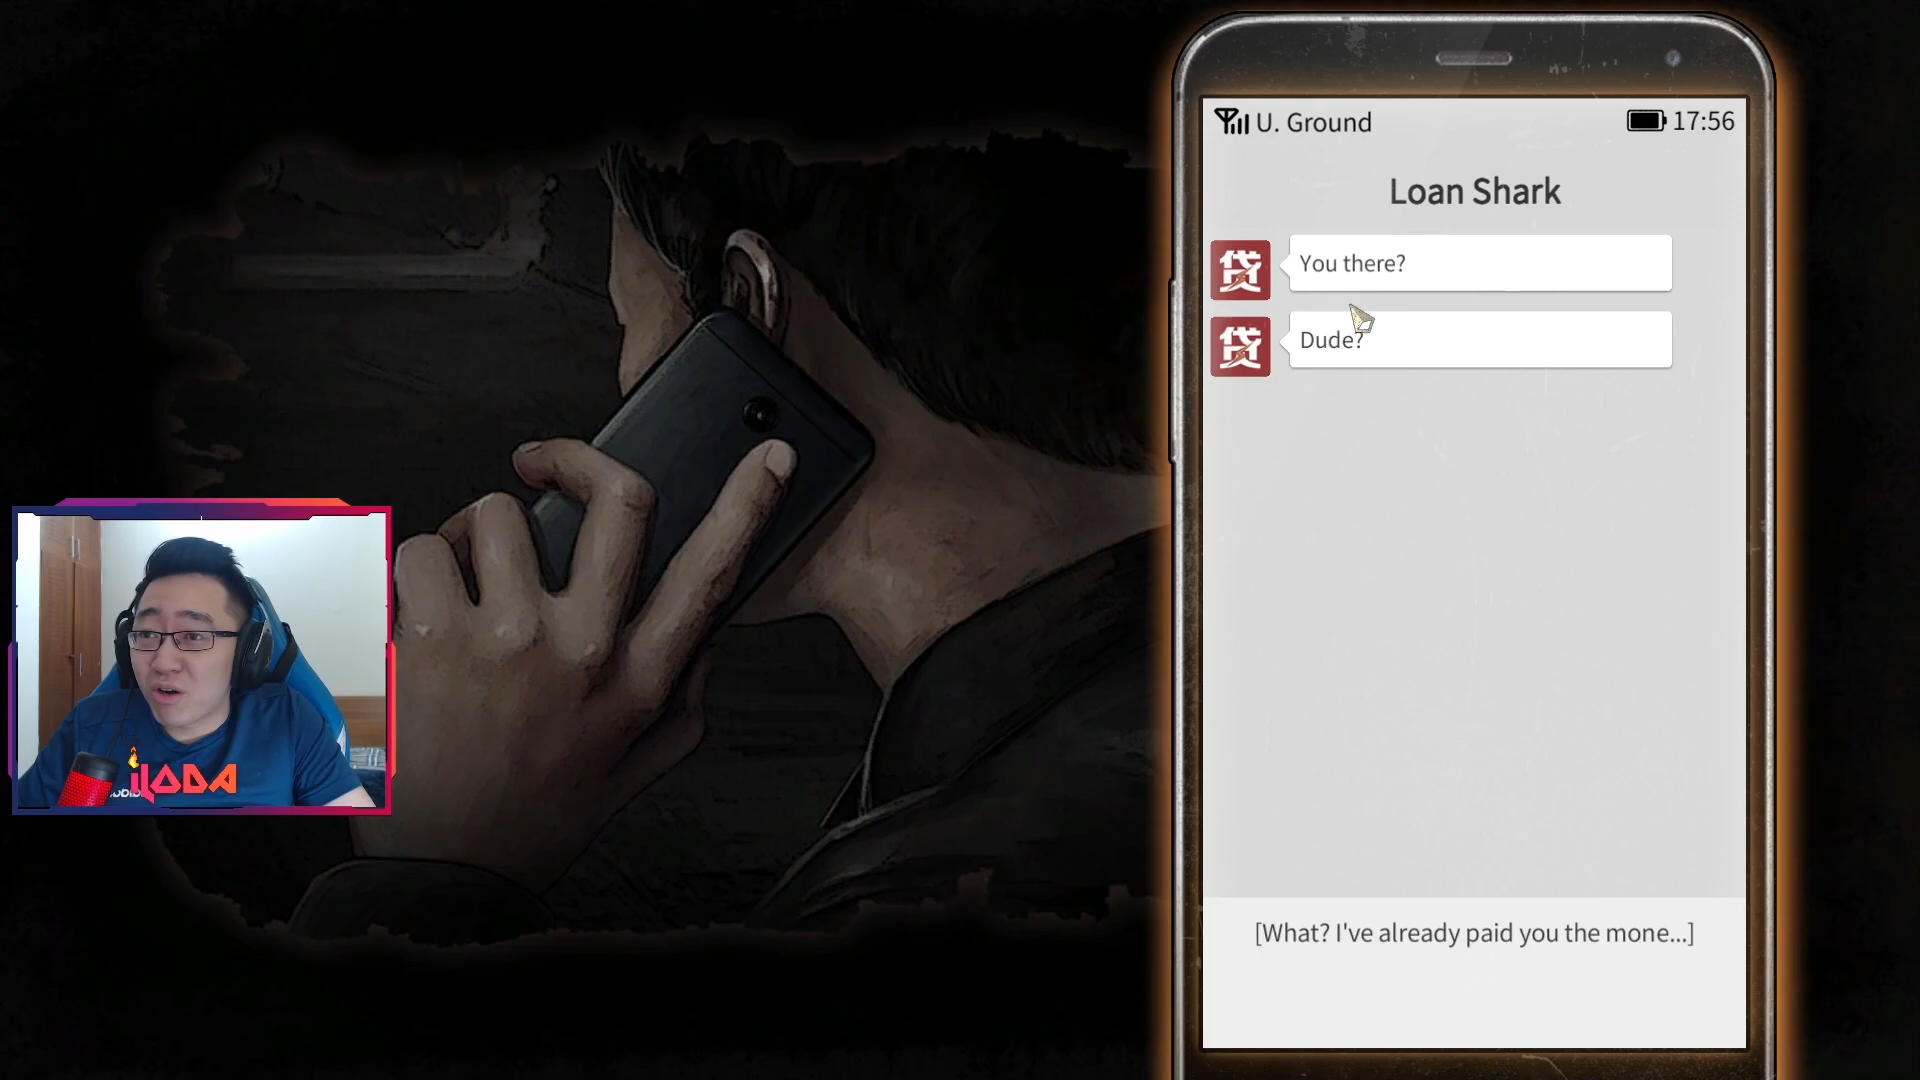 U. Ground
17:56
Loan Shark
贷
You there?
贷
Dude?
[What? I've already paid you the mone...]
iLODA